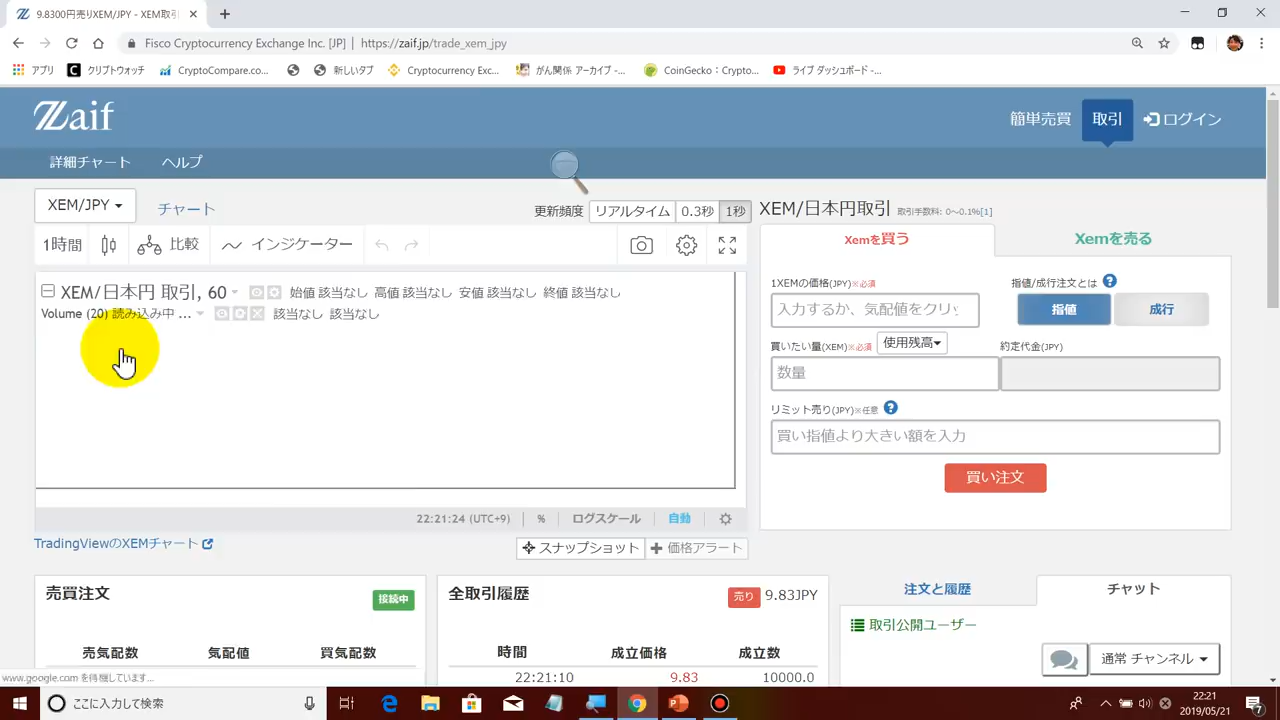 9.8300円売りXEM/JPY - XEM取引
Fisco Cryptocurrency Exchange Inc. [JP] | https://zaif.jp/trade_xem_jpy
アプリ クリプトウォッチ CryptoCompare.co... 新しいタブ Cryptocurrency Exc... がん関係 アーカイブ -... CoinGecko：Crypto... ライブ ダッシュボード -...
Zaif
簡単売買 取引 ログイン
詳細チャート ヘルプ
XEM/JPY チャート
更新頻度 リアルタイム 0.3秒 1秒
XEM/日本円取引 取引手数料: 0〜0.1%[1]
1時間 比較 インジケーター
Xemを買う Xemを売る
XEM/日本円 取引, 60 始値 該当なし 高値 該当なし 安値 該当なし 終値 該当なし
Volume (20) 読み込み中 ... 該当なし 該当なし
1XEMの価格(JPY)※必須 指値/成行注文とは
入力するか、気配値をクリッ 指値 成行
買いたい量(XEM)※必須 使用残高 約定代金(JPY)
数量
リミット売り(JPY)※任意
買い指値より大きい額を入力
買い注文
22:21:24 (UTC+9) % ログスケール 自動
TradingViewのXEMチャート
スナップショット 価格アラート
売買注文 接続中
全取引履歴 売り 9.83JPY
注文と履歴 チャット
取引公開ユーザー
売気配数 気配値 買気配数
時間 成立価格 成立数
通常 チャンネル
22:21:10 9.83 10000.0
www.google.com を待機しています...
ここに入力して検索
22:21
2019/05/21
7